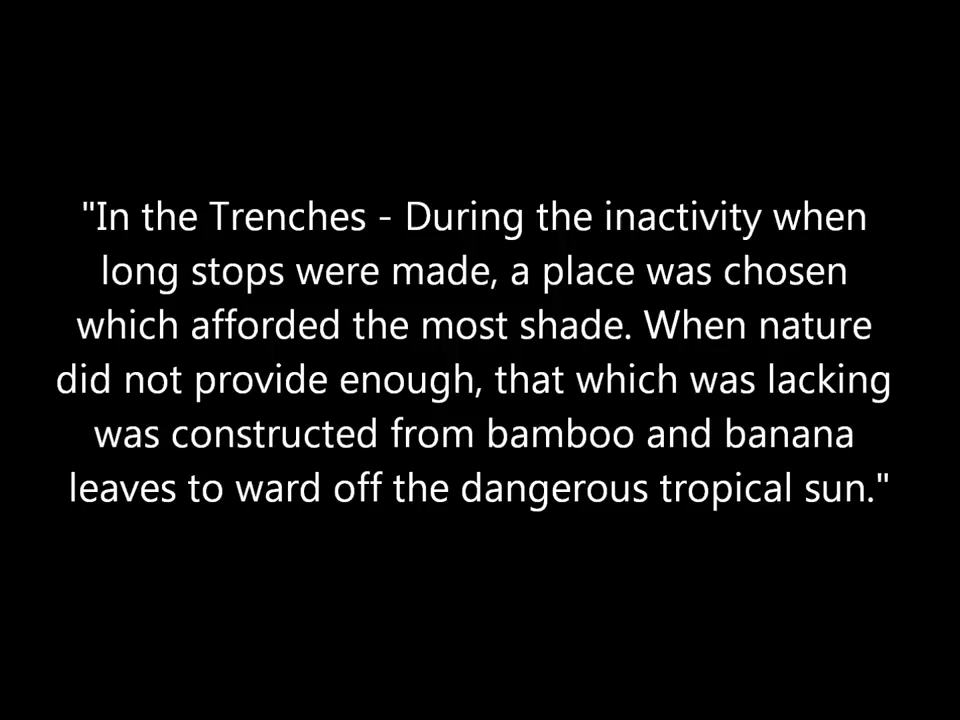 "In the Trenches - During the inactivity when
long stops were made, a place was chosen
which afforded the most shade. When nature
did not provide enough, that which was lacking
was constructed from bamboo and banana
leaves to ward off the dangerous tropical sun."